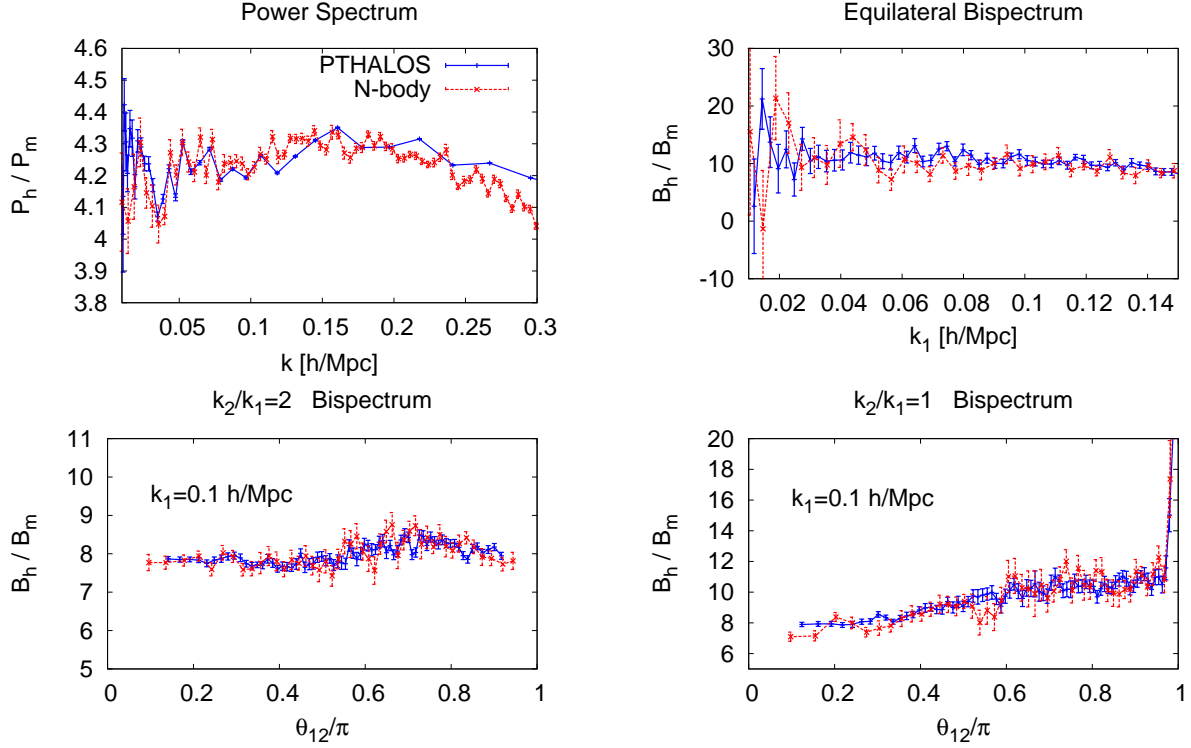 Power Spectrum
P_h / P_m
4.6
4.5
4.4
4.3
4.2
4.1
4
3.9
3.8
PTHALOS
N-body
0.05 0.1 0.15 0.2 0.25 0.3
k [h/Mpc]
Equilateral Bispectrum
B_h / B_m
30
20
10
0
-10
0.02 0.04 0.06 0.08 0.1 0.12 0.14
k_1 [h/Mpc]
k_2/k_1=2 Bispectrum
B_h / B_m
11
10
9
8
7
6
5
k_1=0.1 h/Mpc
0 0.2 0.4 0.6 0.8 1
θ_12/π
k_2/k_1=1 Bispectrum
B_h / B_m
20
18
16
14
12
10
8
6
k_1=0.1 h/Mpc
0 0.2 0.4 0.6 0.8 1
θ_12/π